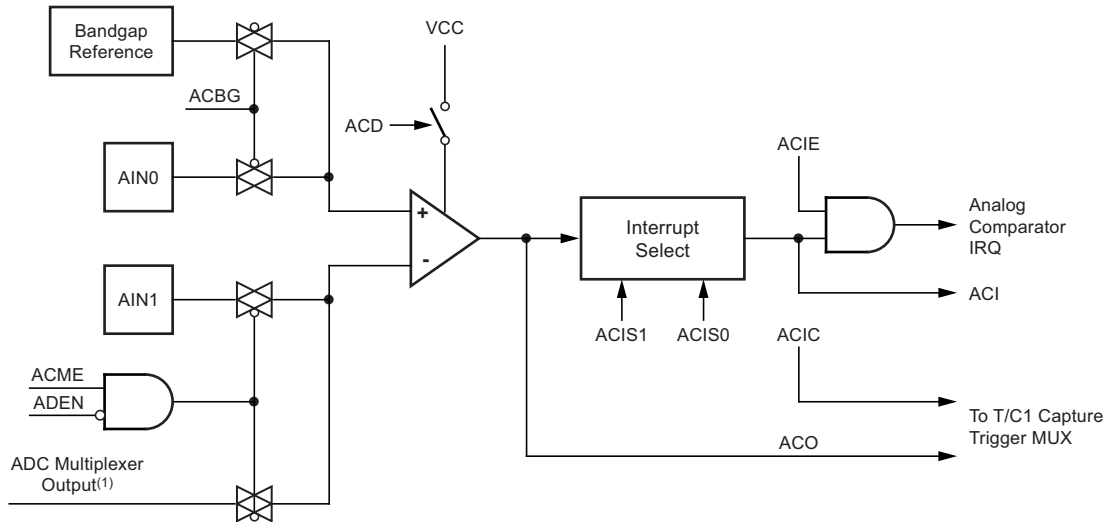 Bandgap
Reference
VCC
ACBG
ACD
AIN0
ACIE
+
Interrupt
Select
Analog
Comparator
IRQ
-
AIN1
ACI
ACIS1
ACIS0
ACIC
ACME
ADEN
To T/C1 Capture
Trigger MUX
ACO
ADC Multiplexer
Output(1)